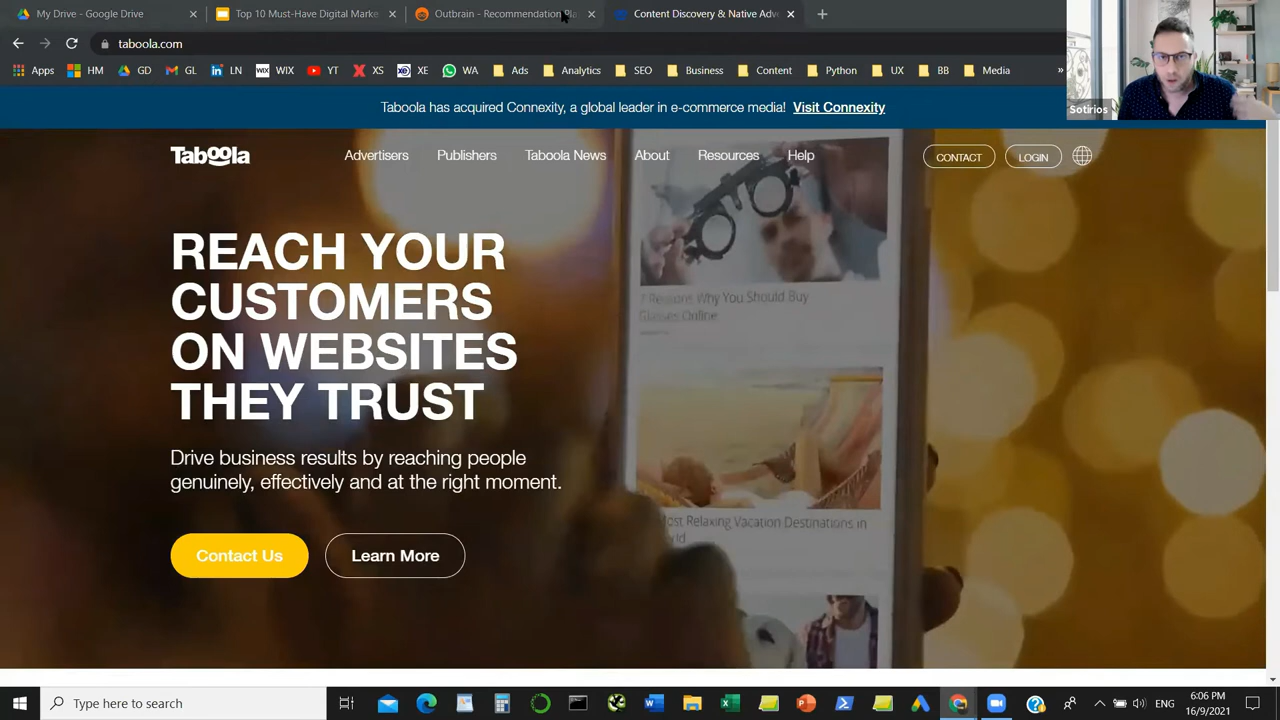 My Drive - Google Drive
Top 10 Must-Have Digital Marke
Outbrain - Recommendation Pla
Content Discovery & Native Adv
taboola.com
Apps HM GD GL LN WIX YT Xs XE WA Ads Analytics SEO Business Content Python UX BB Media »
Sotirios
Taboola has acquired Connexity, a global leader in e-commerce media! Visit Connexity
Taboola
Advertisers Publishers Taboola News About Resources Help
CONTACT LOGIN
REACH YOUR
CUSTOMERS
ON WEBSITES
THEY TRUST
Drive business results by reaching people
genuinely, effectively and at the right moment.
Contact Us Learn More
7 Reasons Why You Should Buy
Glasses Online
Most Relaxing Vacation Destinations in
Type here to search
ENG
6:06 PM
16/9/2021